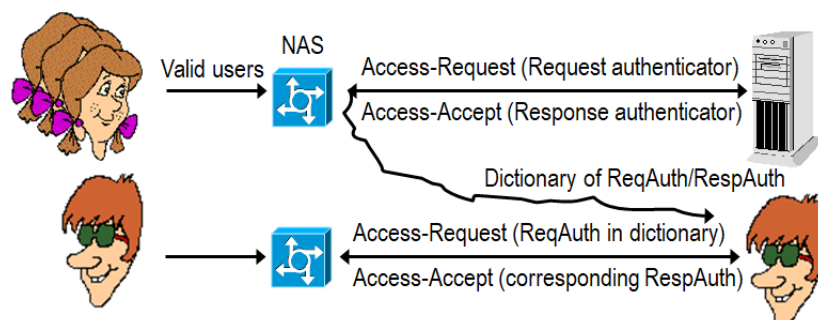 NAS
Valid users
Access-Request (Request authenticator)
Access-Accept (Response authenticator)
Dictionary of ReqAuth/RespAuth
Access-Request (ReqAuth in dictionary)
Access-Accept (corresponding RespAuth)